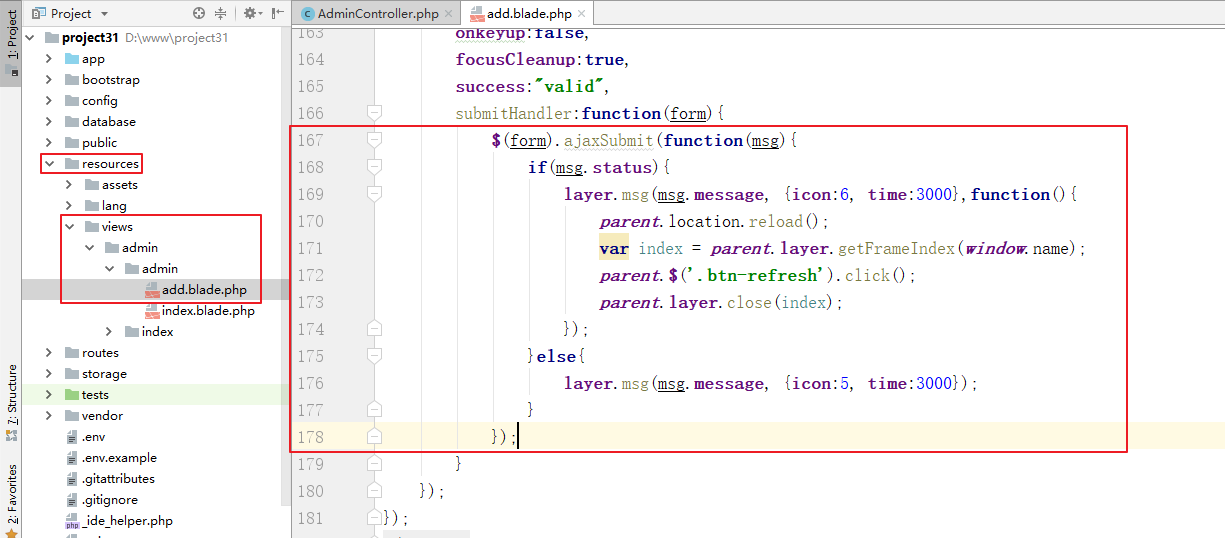 Project
AdminController.php
add.blade.php
1: Project
7: Structure
2: Favorites
project31 D:\www\project31
app
bootstrap
config
database
public
resources
assets
lang
views
admin
admin
add.blade.php
index.blade.php
index
routes
storage
tests
vendor
.env
.env.example
.gitattributes
.gitignore
_ide_helper.php
163 onkeyup:false,
164 focusCleanup:true,
165 success:"valid",
166 submitHandler:function(form){
167 $(form).ajaxSubmit(function(msg){
168 if(msg.status){
169 layer.msg(msg.message, {icon:6, time:3000},function(){
170 parent.location.reload();
171 var index = parent.layer.getFrameIndex(window.name);
172 parent.$('.btn-refresh').click();
173 parent.layer.close(index);
174 });
175 }else{
176 layer.msg(msg.message, {icon:5, time:3000});
177 }
178 });
179 }
180 });
181 });